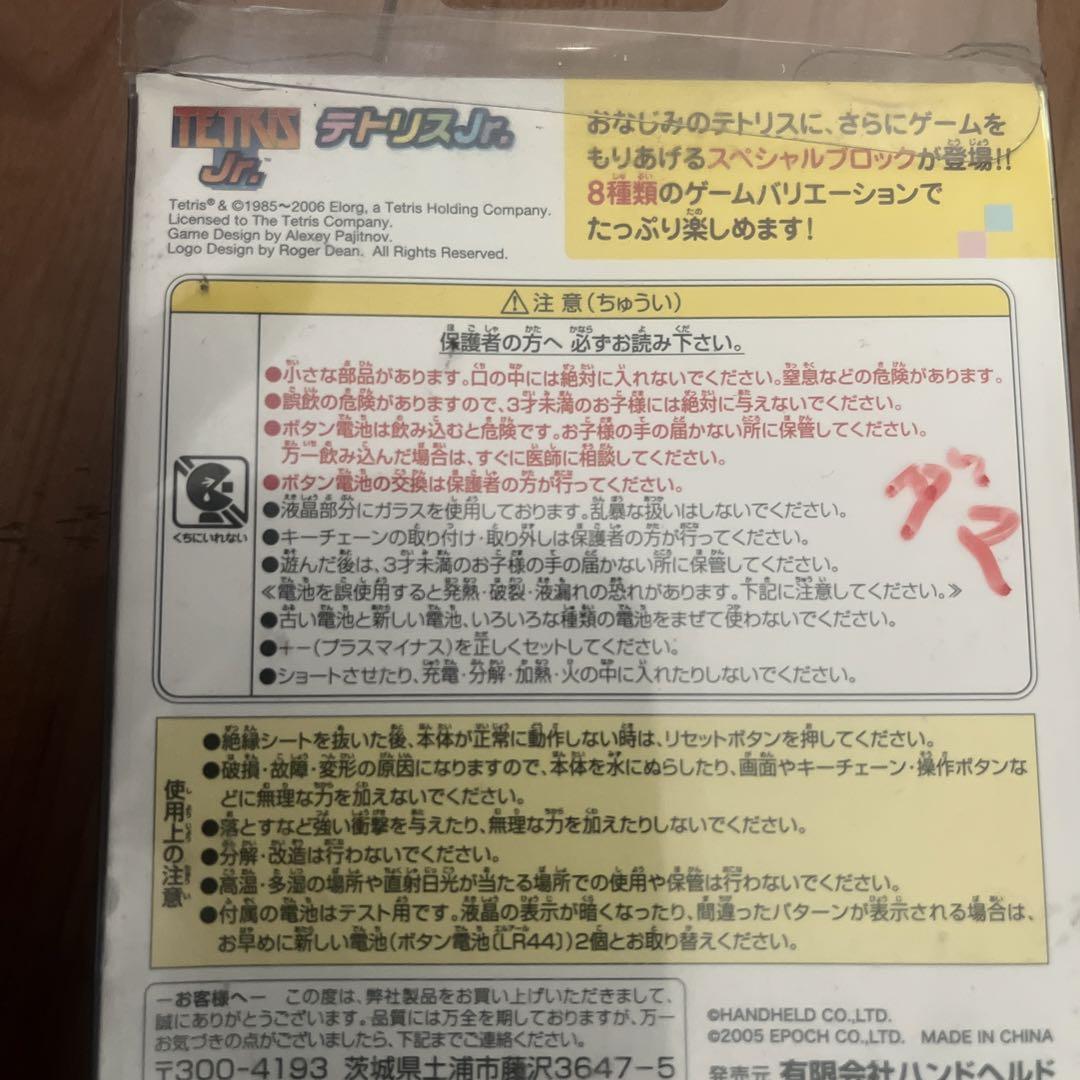 TETRIS Jr.™
テトリスJr.
Tetris® & ©1985〜2006 Elorg, a Tetris Holding Company.
Licensed to The Tetris Company.
Game Design by Alexey Pajitnov.
Logo Design by Roger Dean. All Rights Reserved.
おなじみのテトリスに、さらにゲームを
もりあげるスペシャルブロックが登場!!
8種類のゲームバリエーションで
たっぷり楽しめます!
⚠注意(ちゅうい)
保護者の方へ 必ずお読み下さい。
●小さな部品があります。口の中には絶対に入れないでください。窒息などの危険があります。
●誤飲の危険がありますので、3才未満のお子様には絶対に与えないでください。
●ボタン電池は飲み込むと危険です。お子様の手の届かない所に保管してください。
万一飲み込んだ場合は、すぐに医師に相談してください。
●ボタン電池の交換は保護者の方が行ってください。
●液晶部分にガラスを使用しております。乱暴な扱いはしないでください。
●キーチェーンの取り付け・取り外しは保護者の方が行ってください。
●遊んだ後は、3才未満のお子様の手の届かない所に保管してください。
≪電池を誤使用すると発熱・破裂・液漏れの恐れがあります。下記に注意してください。≫
●古い電池と新しい電池、いろいろな種類の電池をまぜて使わないでください。
●+−(プラスマイナス)を正しくセットしてください。
●ショートさせたり、充電・分解・加熱・火の中に入れたりしないでください。
くちにいれない
ダマ
使用上の注意
●絶縁シートを抜いた後、本体が正常に動作しない時は、リセットボタンを押してください。
●破損・故障・変形の原因になりますので、本体を水にぬらしたり、画面やキーチェーン・操作ボタンな
どに無理な力を加えないでください。
●落とすなど強い衝撃を与えたり、無理な力を加えたりしないでください。
●分解・改造は行わないでください。
●高温・多湿の場所や直射日光が当たる場所での使用や保管は行わないでください。
●付属の電池はテスト用です。液晶の表示が暗くなったり、間違ったパターンが表示される場合は、
お早めに新しい電池(ボタン電池〔LR44〕)2個とお取り替えください。
―お客様へ― この度は、弊社製品をお買い上げいただきまして、
誠にありがとうございます。品質には万全を期しておりますが、万一
お気づきの点がございましたら、下記までご連絡ください。
〒300-4193 茨城県土浦市藤沢3647-5
©HANDHELD CO.,LTD.
©2005 EPOCH CO.,LTD. MADE IN CHINA
発売元 有限会社ハンドヘルド